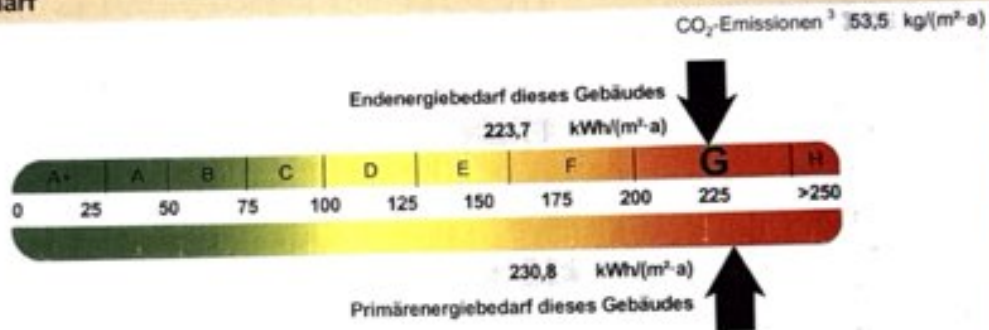 CO₂-Emissionen ³ 53,5 kg/(m²·a)
Endenergiebedarf dieses Gebäudes
223,7 kWh/(m²·a)
A+ A B C D E F G H
0 25 50 75 100 125 150 175 200 225 >250
230,8 kWh/(m²·a)
Primärenergiebedarf dieses Gebäudes